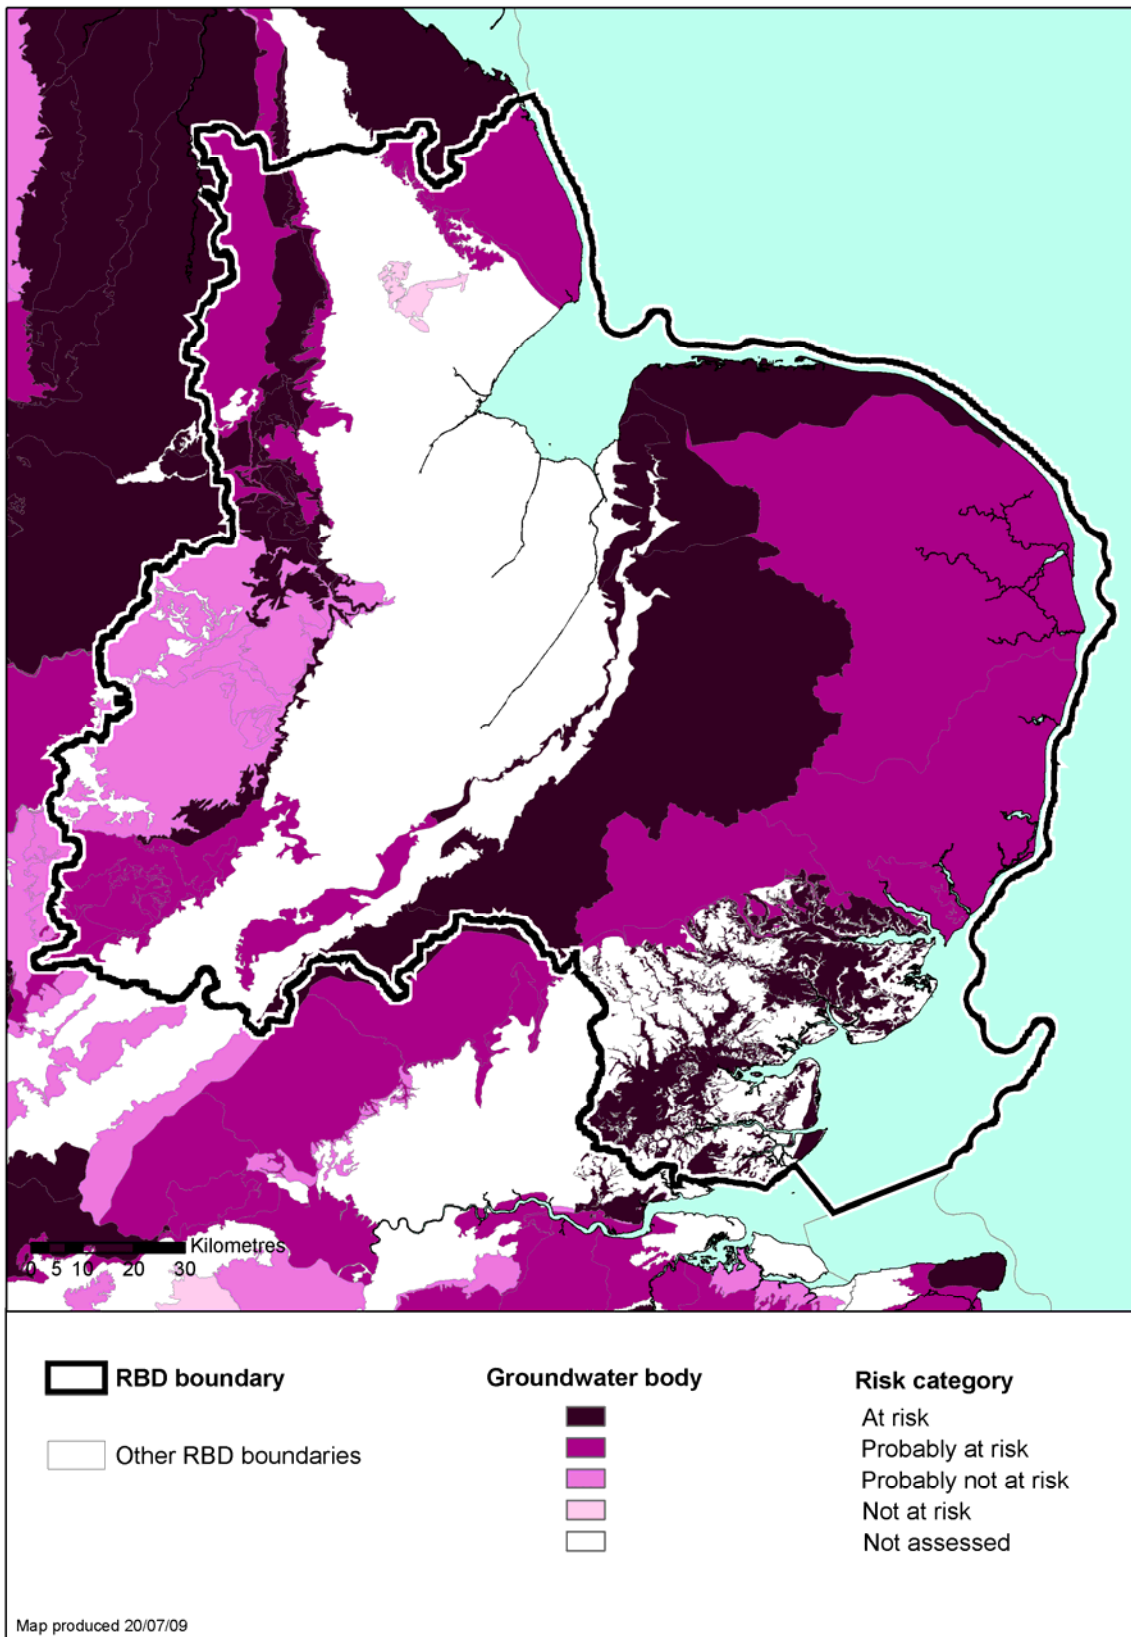 Kilometres
0 5 10 20 30
RBD boundary
Other RBD boundaries
Groundwater body
Risk category
At risk
Probably at risk
Probably not at risk
Not at risk
Not assessed
Map produced 20/07/09